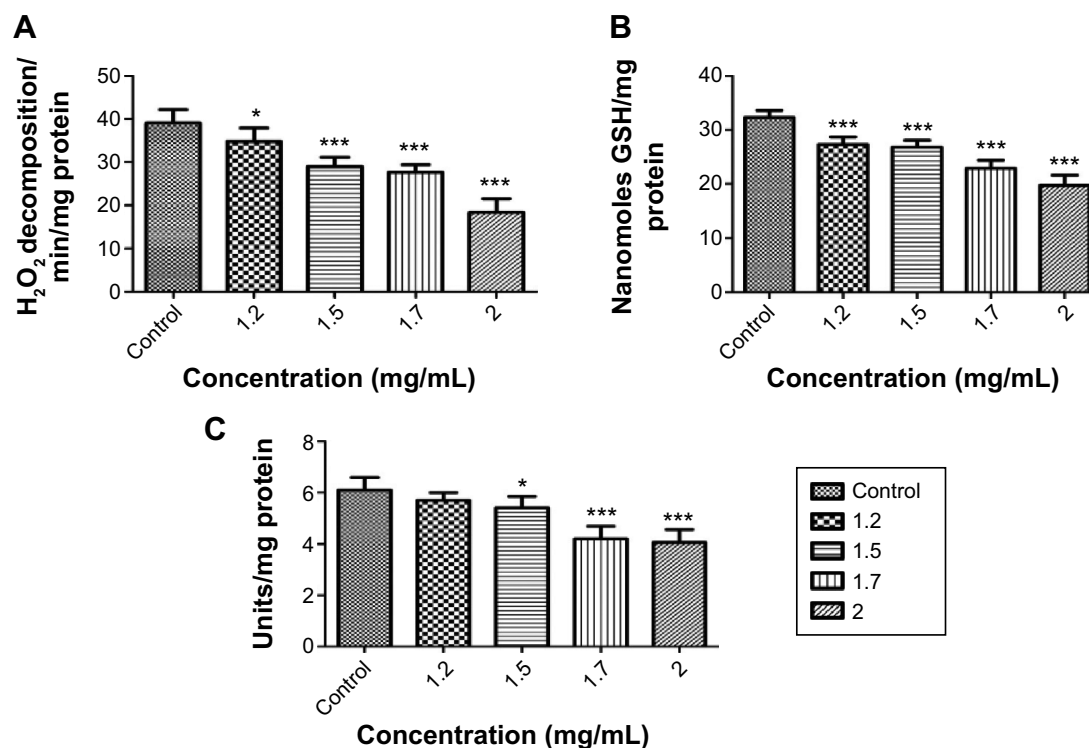 A
H₂O₂ decomposition/
min/mg protein
50
40
30
20
10
0
*
***
***
***
Control
1.2
1.5
1.7
2
Concentration (mg/mL)
B
Nanomoles GSH/mg
protein
40
30
20
10
0
***
***
***
***
Control
1.2
1.5
1.7
2
Concentration (mg/mL)
C
Units/mg protein
8
6
4
2
0
*
***
***
Control
1.2
1.5
1.7
2
Concentration (mg/mL)
Control
1.2
1.5
1.7
2